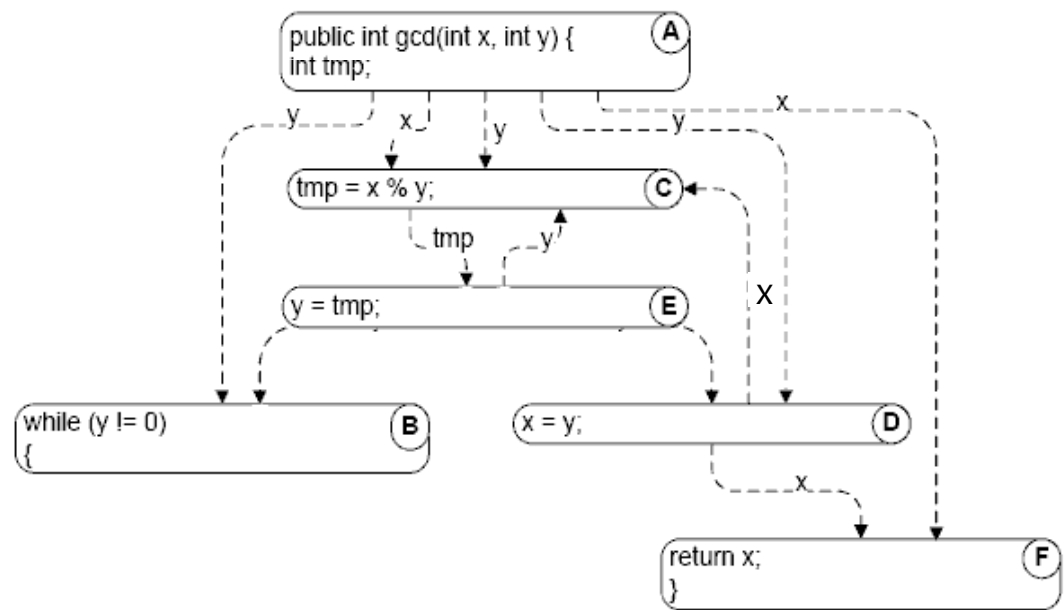 public int gcd(int x, int y) {
int tmp;
A
y
x
y
y
x
tmp = x % y;
C
tmp
y
x
y = tmp;
E
while (y != 0)
{
B
x = y;
D
x
return x;
}
F